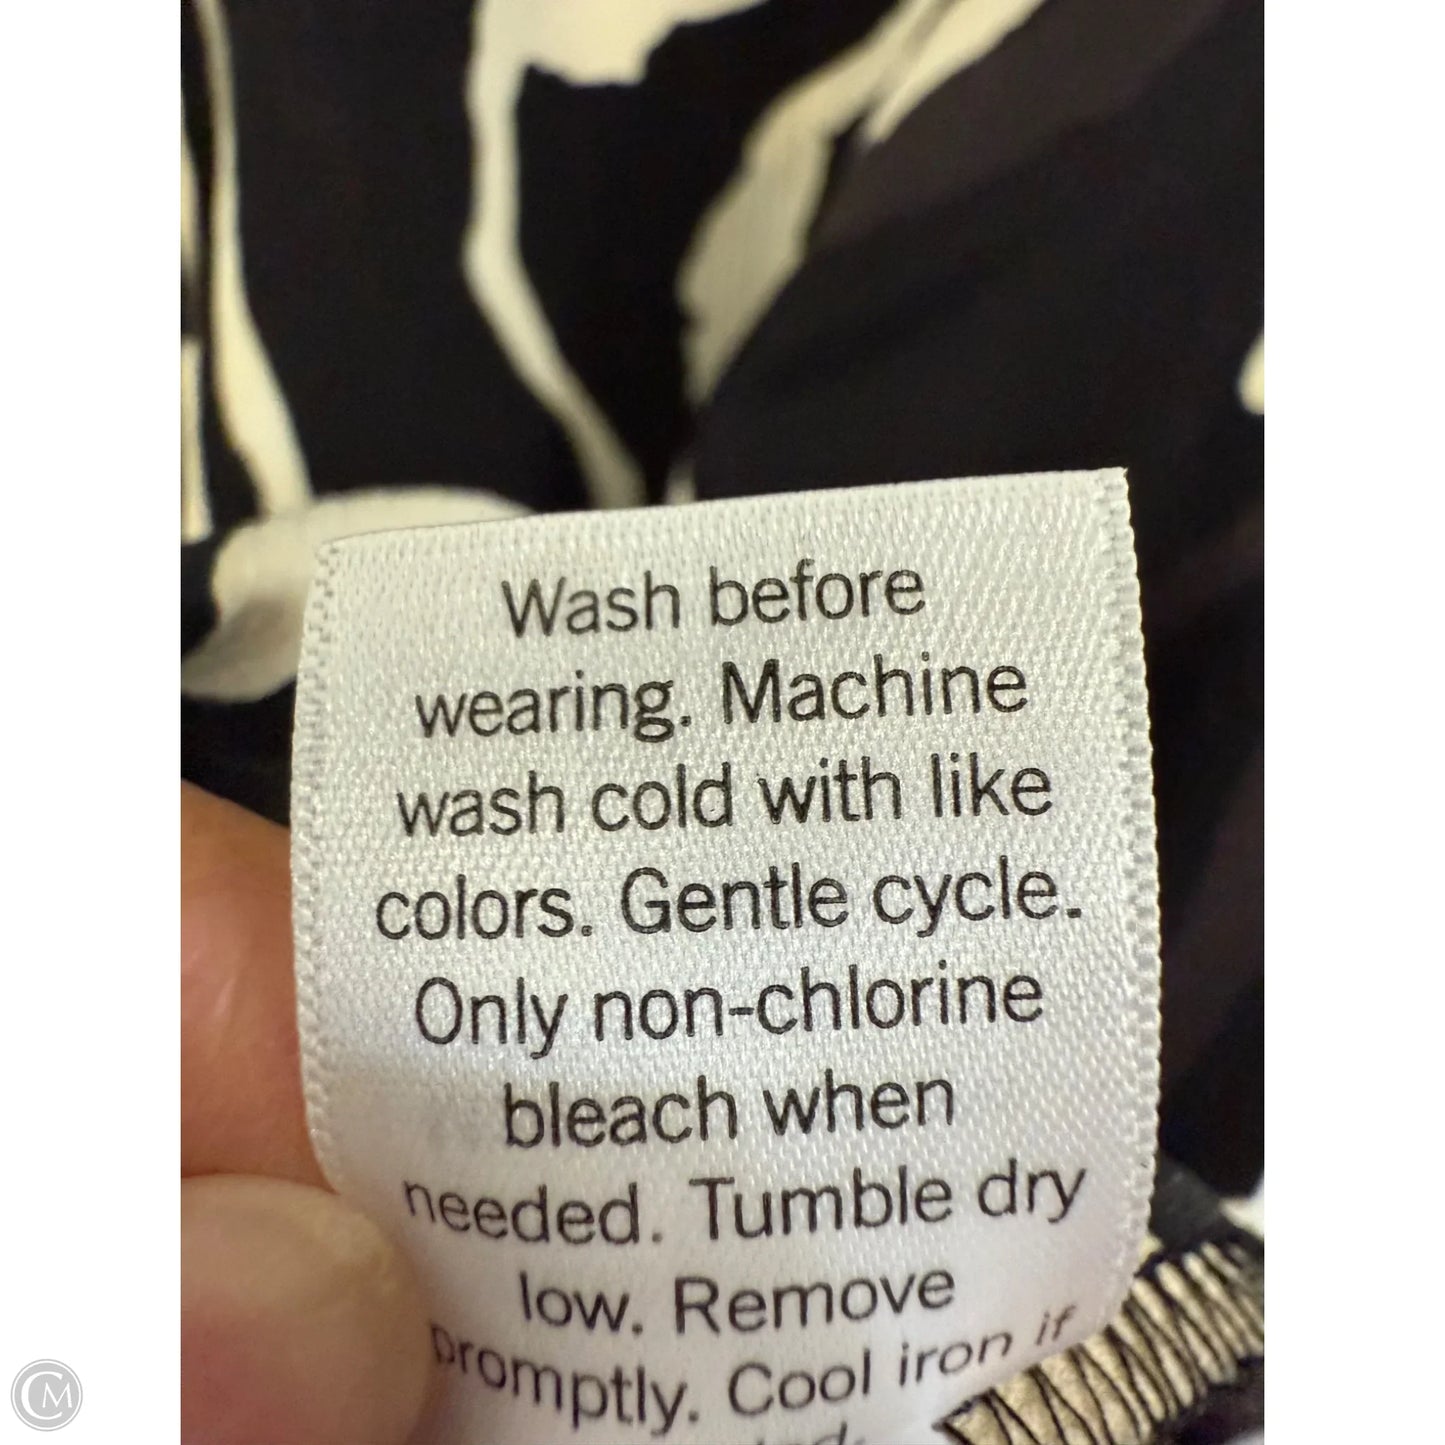 Wash before
wearing. Machine
wash cold with like
colors. Gentle cycle.
Only non-chlorine
bleach when
needed. Tumble dry
low. Remove
promptly. Cool iron if
CM